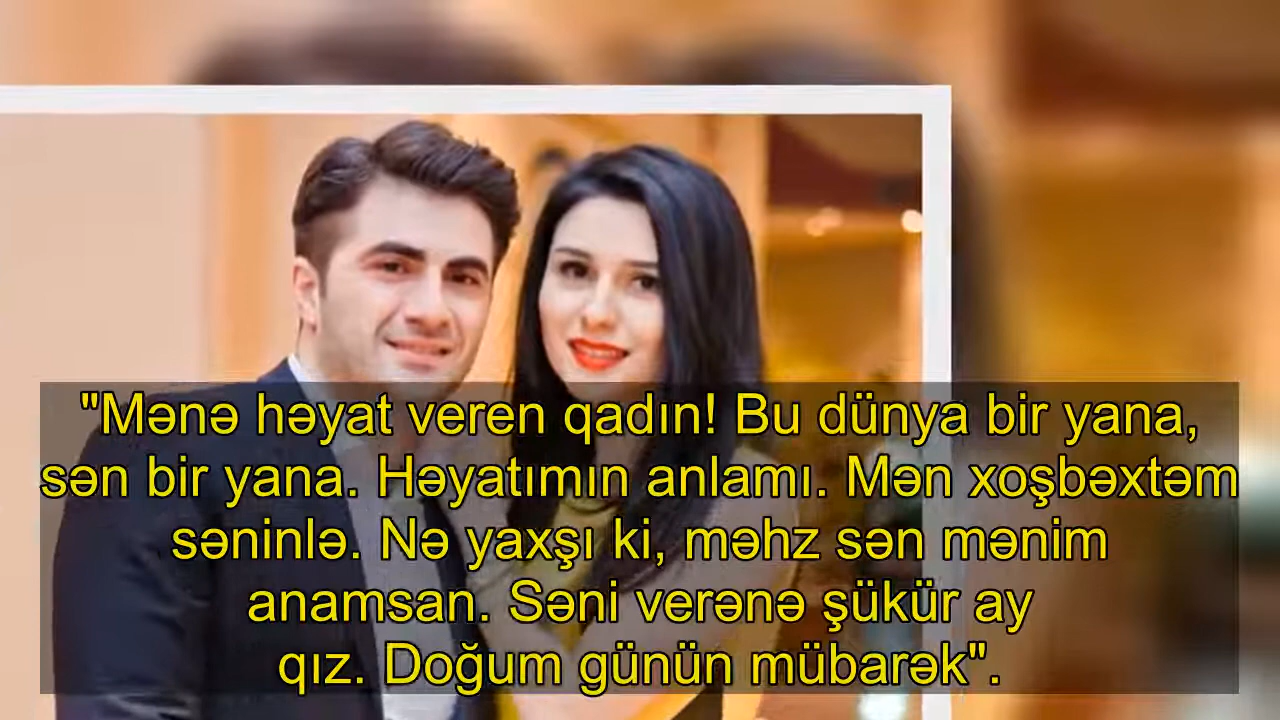 "Mənə həyat veren qadın! Bu dünya bir yana,
sən bir yana. Həyatımın anlamı. Mən xoşbəxtəm
səninlə. Nə yaxşı ki, məhz sən mənim
anamsan. Səni verənə şükür ay
qız. Doğum günün mübarək".